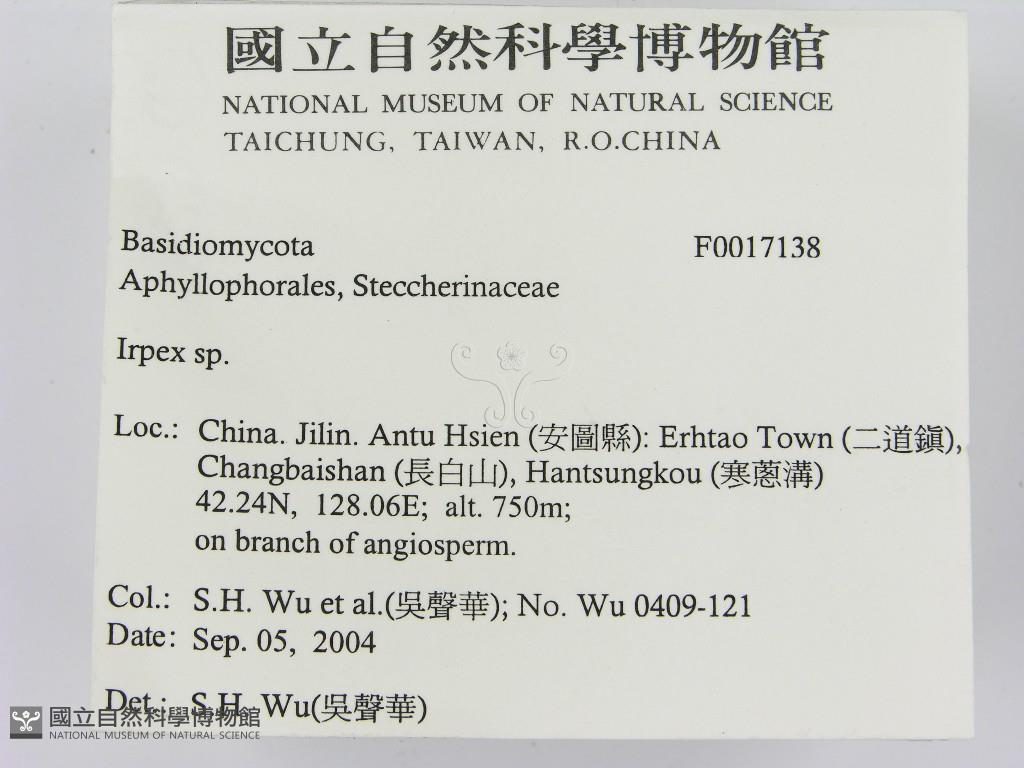 國立自然科學博物館
NATIONAL MUSEUM OF NATURAL SCIENCE
TAICHUNG, TAIWAN, R.O.CHINA
Basidiomycota F0017138
Aphyllophorales, Steccherinaceae
Irpex sp.
Loc.: China. Jilin. Antu Hsien (安圖縣): Erhtao Town (二道鎮),
Changbaishan (長白山), Hantsungkou (寒蔥溝)
42.24N, 128.06E; alt. 750m;
on branch of angiosperm.
Col.: S.H. Wu et al.(吳聲華); No. Wu 0409-121
Date: Sep. 05, 2004
Det.: S.H. Wu(吳聲華)
國立自然科學博物館
NATIONAL MUSEUM OF NATURAL SCIENCE